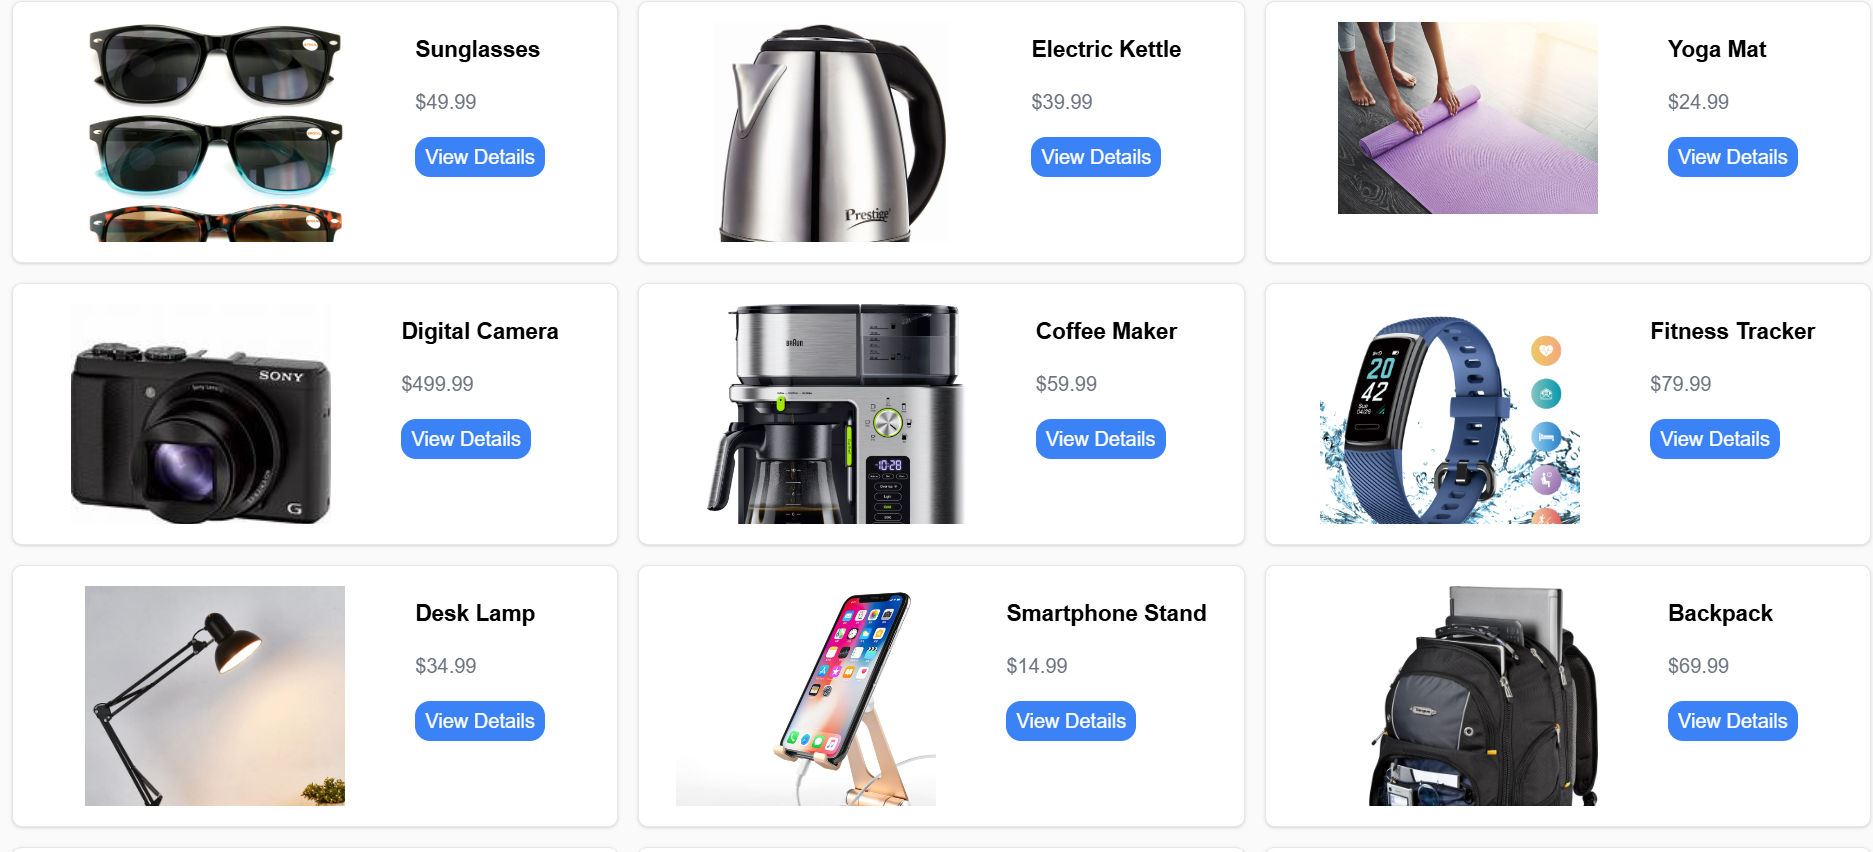 Sunglasses
$49.99
View Details
Electric Kettle
$39.99
View Details
Prestige
Yoga Mat
$24.99
View Details
SONY
G
Digital Camera
$499.99
View Details
BRAUN
10:28
Coffee Maker
$59.99
View Details
20
42
Fitness Tracker
$79.99
View Details
Desk Lamp
$34.99
View Details
Smartphone Stand
$14.99
View Details
Backpack
$69.99
View Details